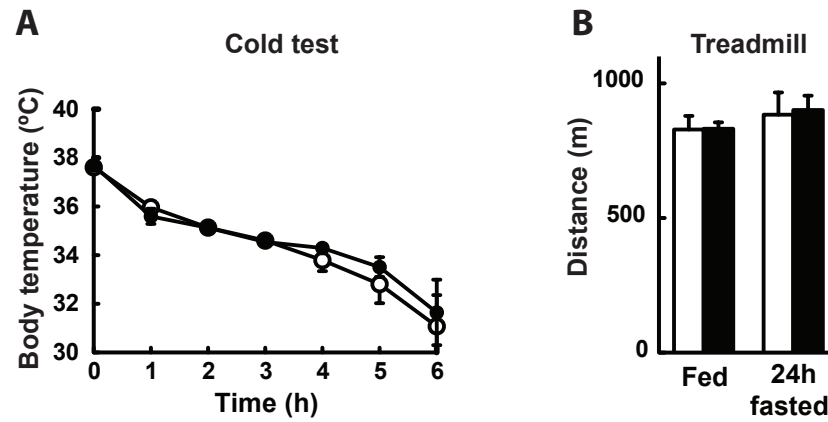 A
Cold test
Body temperature (ºC)
40
38
36
34
32
30
0 1 2 3 4 5 6
Time (h)
B
Treadmill
Distance (m)
1000
500
0
Fed
24h
fasted